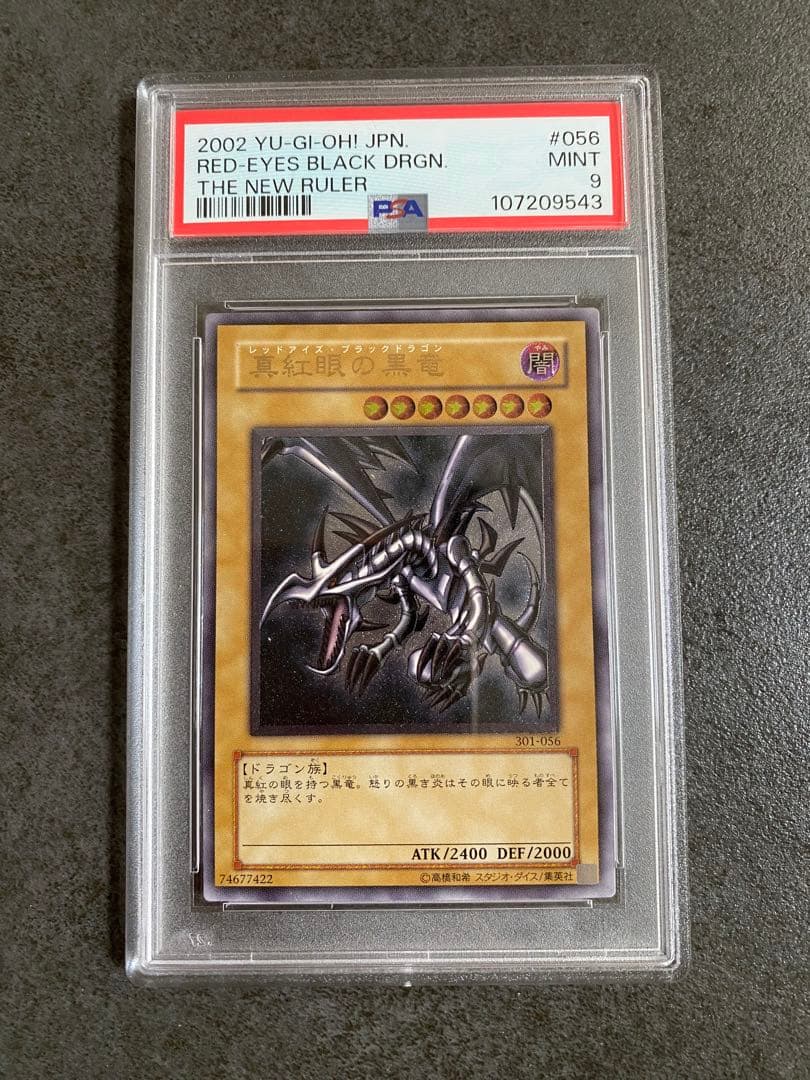 2002 YU-GI-OH! JPN. #056
RED-EYES BLACK DRGN. MINT
THE NEW RULER 9
PSA 107209543
レッドアイズ・ブラックドラゴン
真紅眼の黒竜
やみ
闇
301-056
【ドラゴン族】
真紅の眼を持つ黒竜。怒りの黒き炎はその眼に映る者全て
を焼き尽くす。
ATK/2400 DEF/2000
74677422 ©高橋和希 スタジオ・ダイス/集英社